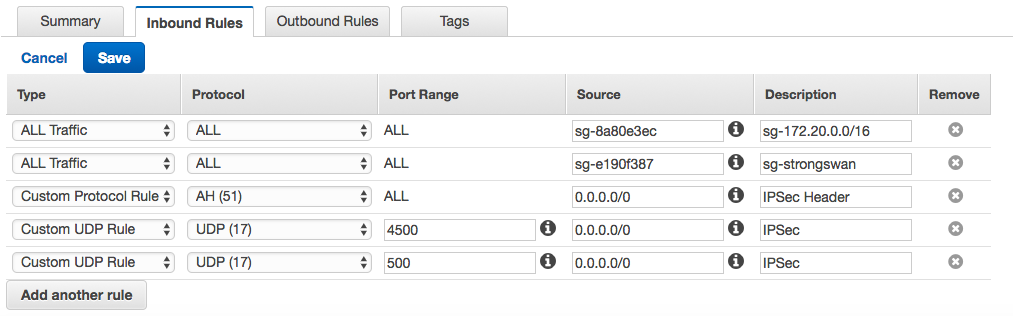 Summary Inbound Rules Outbound Rules Tags
Cancel Save
Type Protocol Port Range Source Description Remove
ALL Traffic ALL ALL sg-8a80e3ec sg-172.20.0.0/16
ALL Traffic ALL ALL sg-e190f387 sg-strongswan
Custom Protocol Rule AH (51) ALL 0.0.0.0/0 IPSec Header
Custom UDP Rule UDP (17) 4500 0.0.0.0/0 IPSec
Custom UDP Rule UDP (17) 500 0.0.0.0/0 IPSec
Add another rule